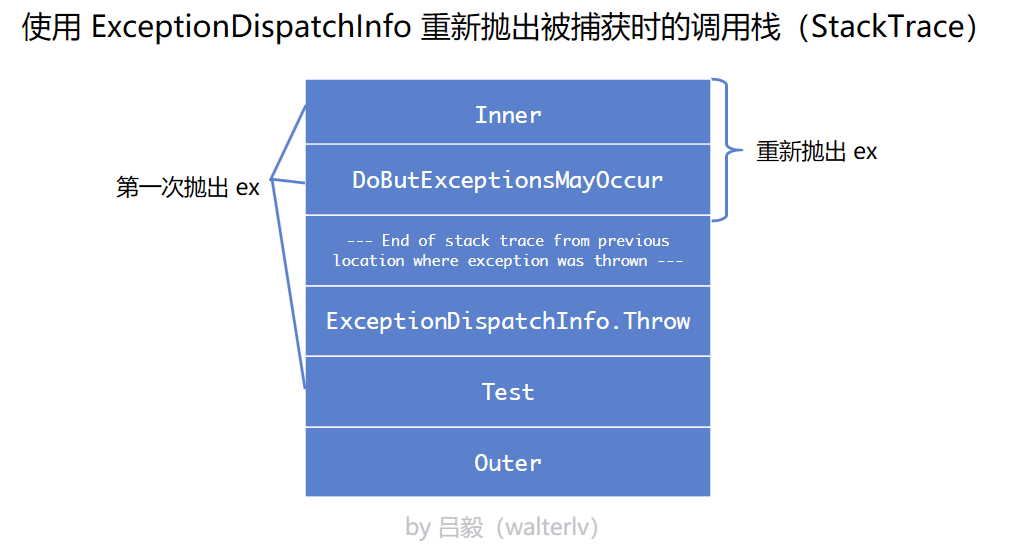 使用 ExceptionDispatchInfo 重新抛出被捕获时的调用栈（StackTrace）
Inner
重新抛出 ex
DoButExceptionsMayOccur
第一次抛出 ex
--- End of stack trace from previous
location where exception was thrown ---
ExceptionDispatchInfo.Throw
Test
Outer
by 吕毅（walterlv）